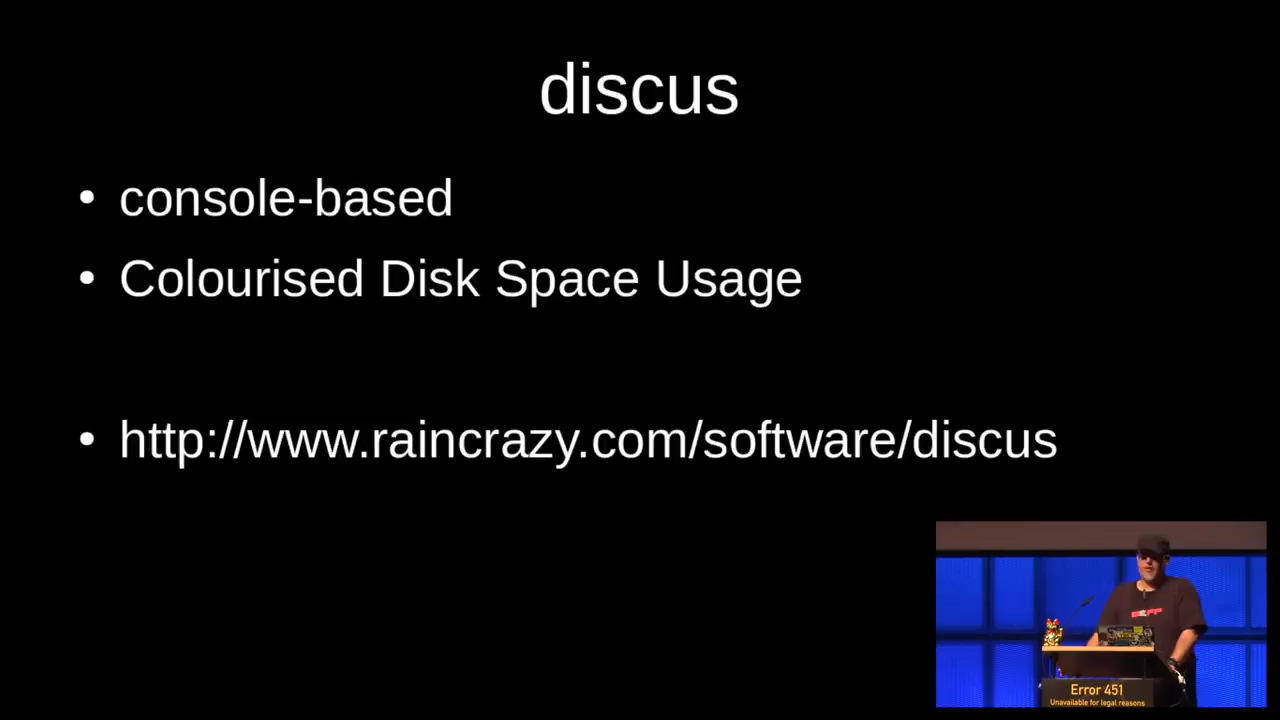 discus
console-based
Colourised Disk Space Usage
http://www.raincrazy.com/software/discus
Error 451
Unavailable for legal reasons